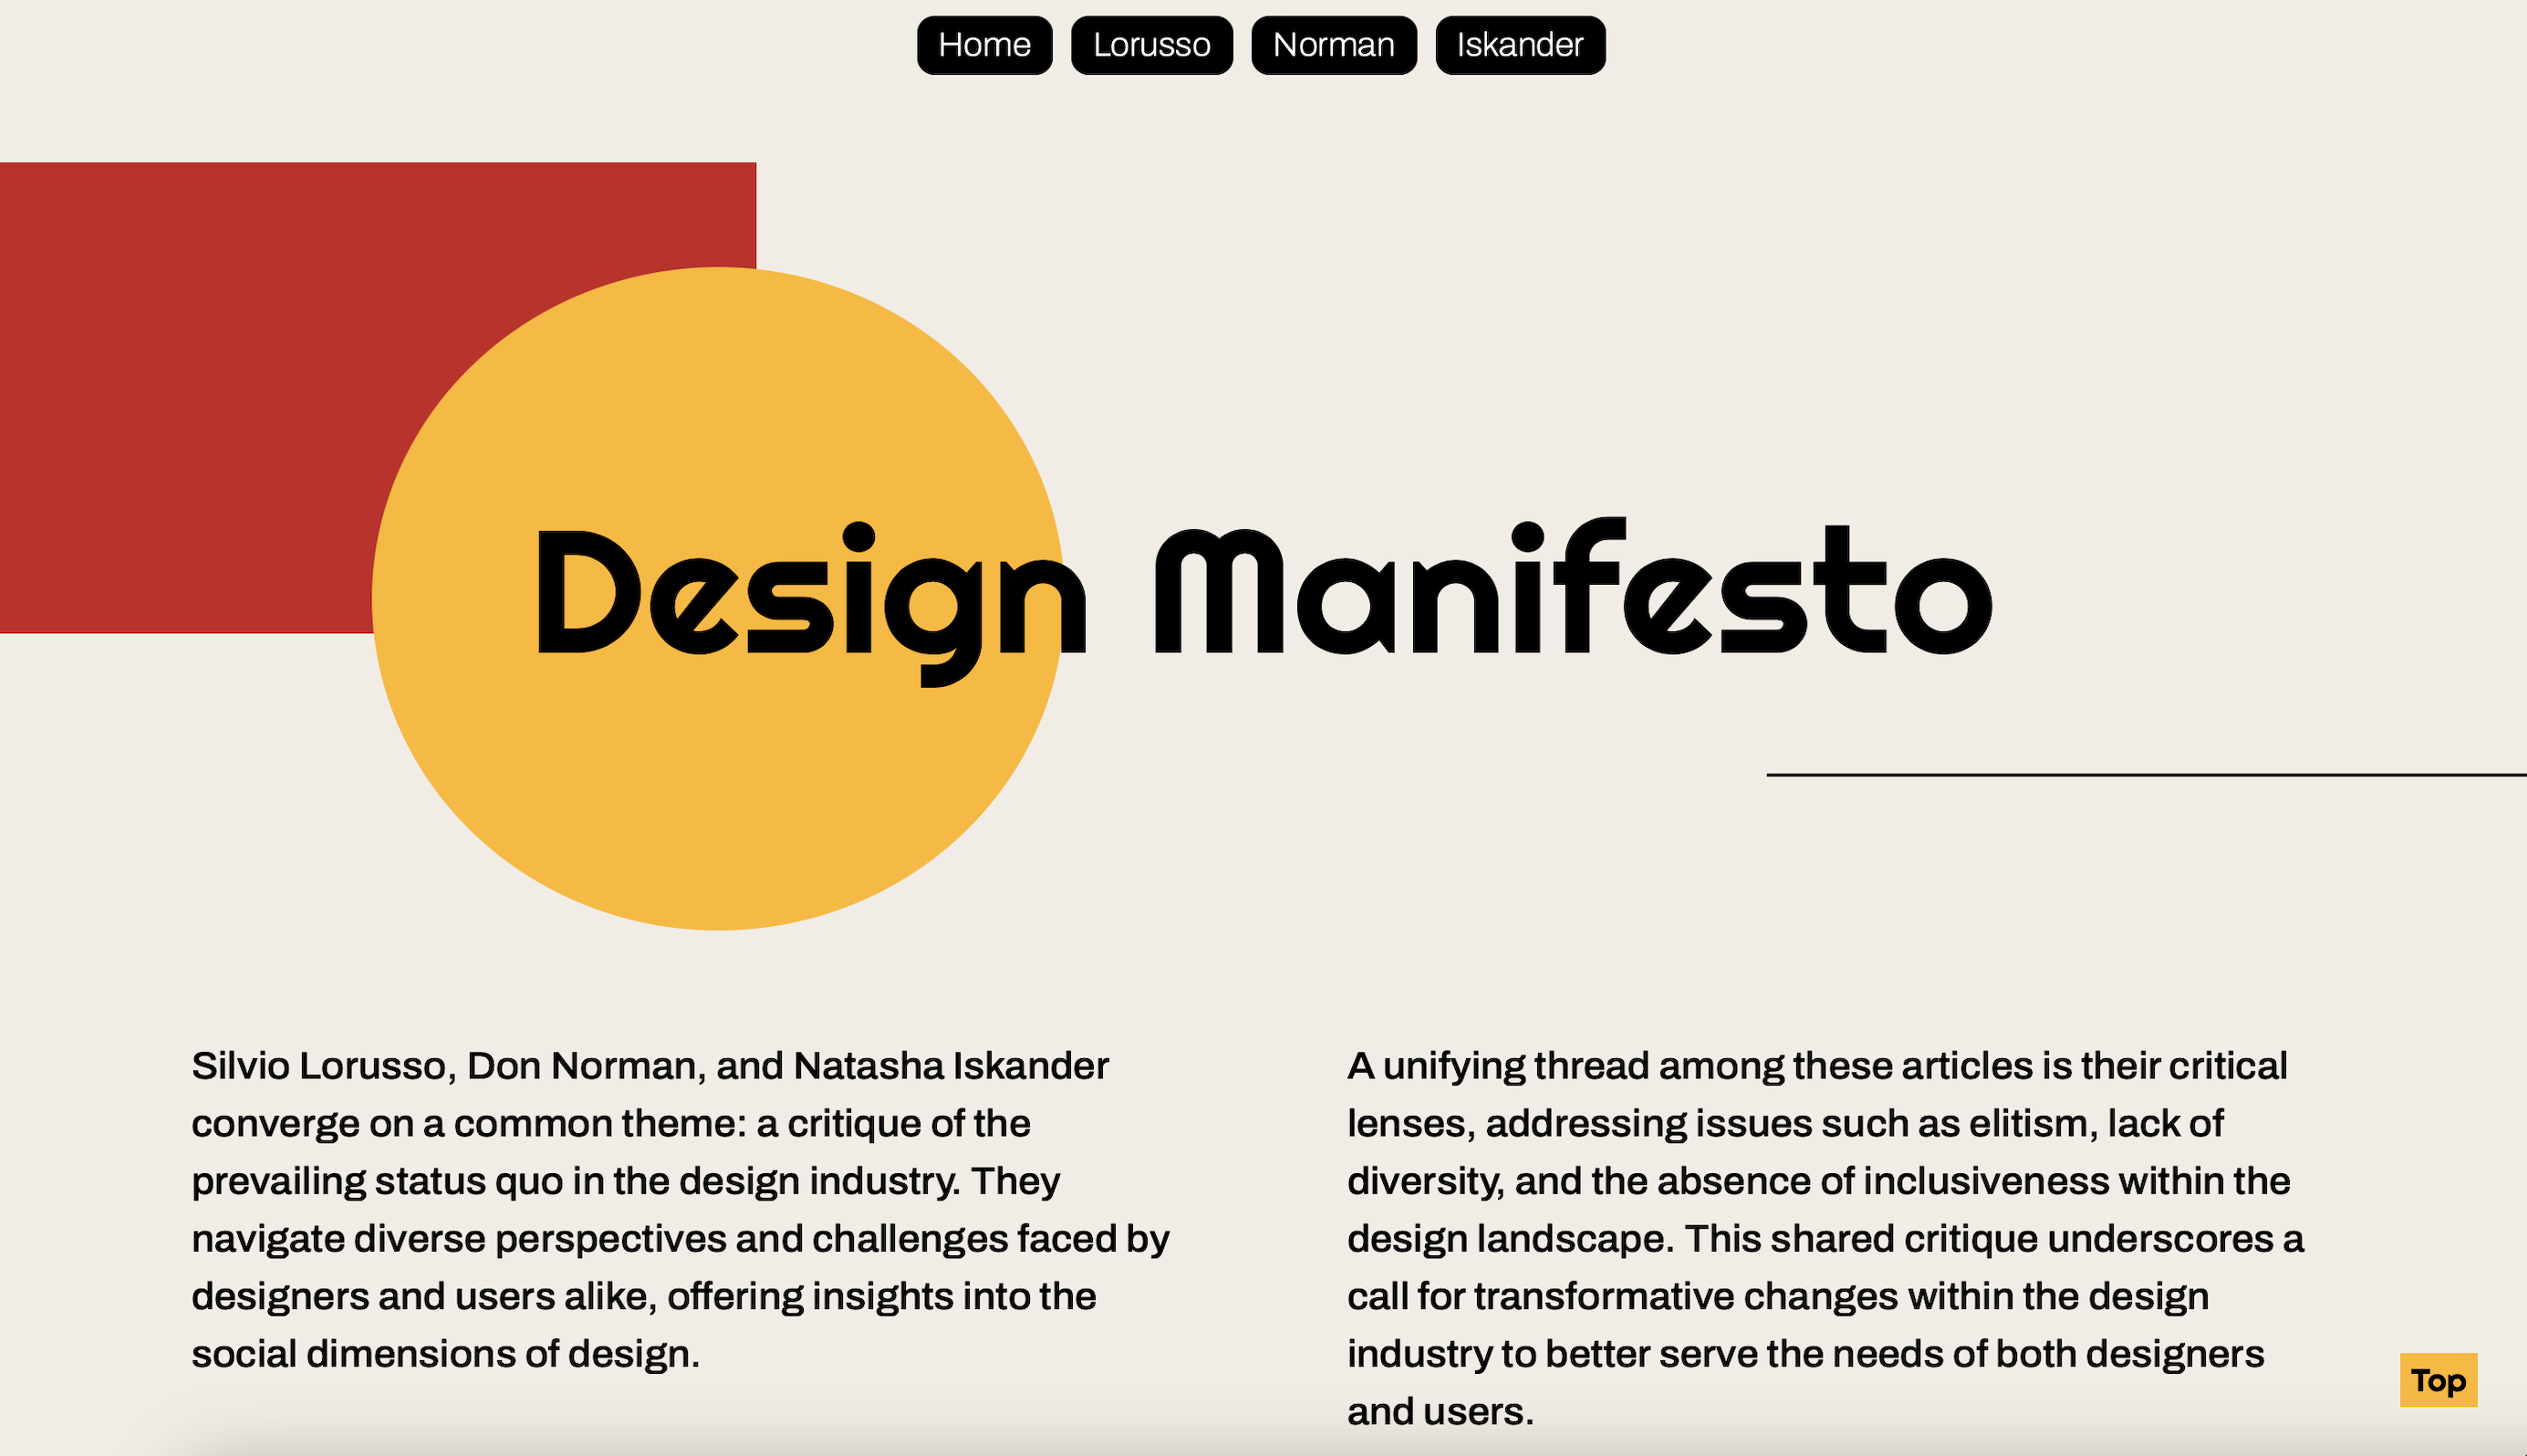 Home Lorusso Norman Iskander
Design Manifesto
Silvio Lorusso, Don Norman, and Natasha Iskander
converge on a common theme: a critique of the
prevailing status quo in the design industry. They
navigate diverse perspectives and challenges faced by
designers and users alike, offering insights into the
social dimensions of design.
A unifying thread among these articles is their critical
lenses, addressing issues such as elitism, lack of
diversity, and the absence of inclusiveness within the
design landscape. This shared critique underscores a
call for transformative changes within the design
industry to better serve the needs of both designers
and users.
Top